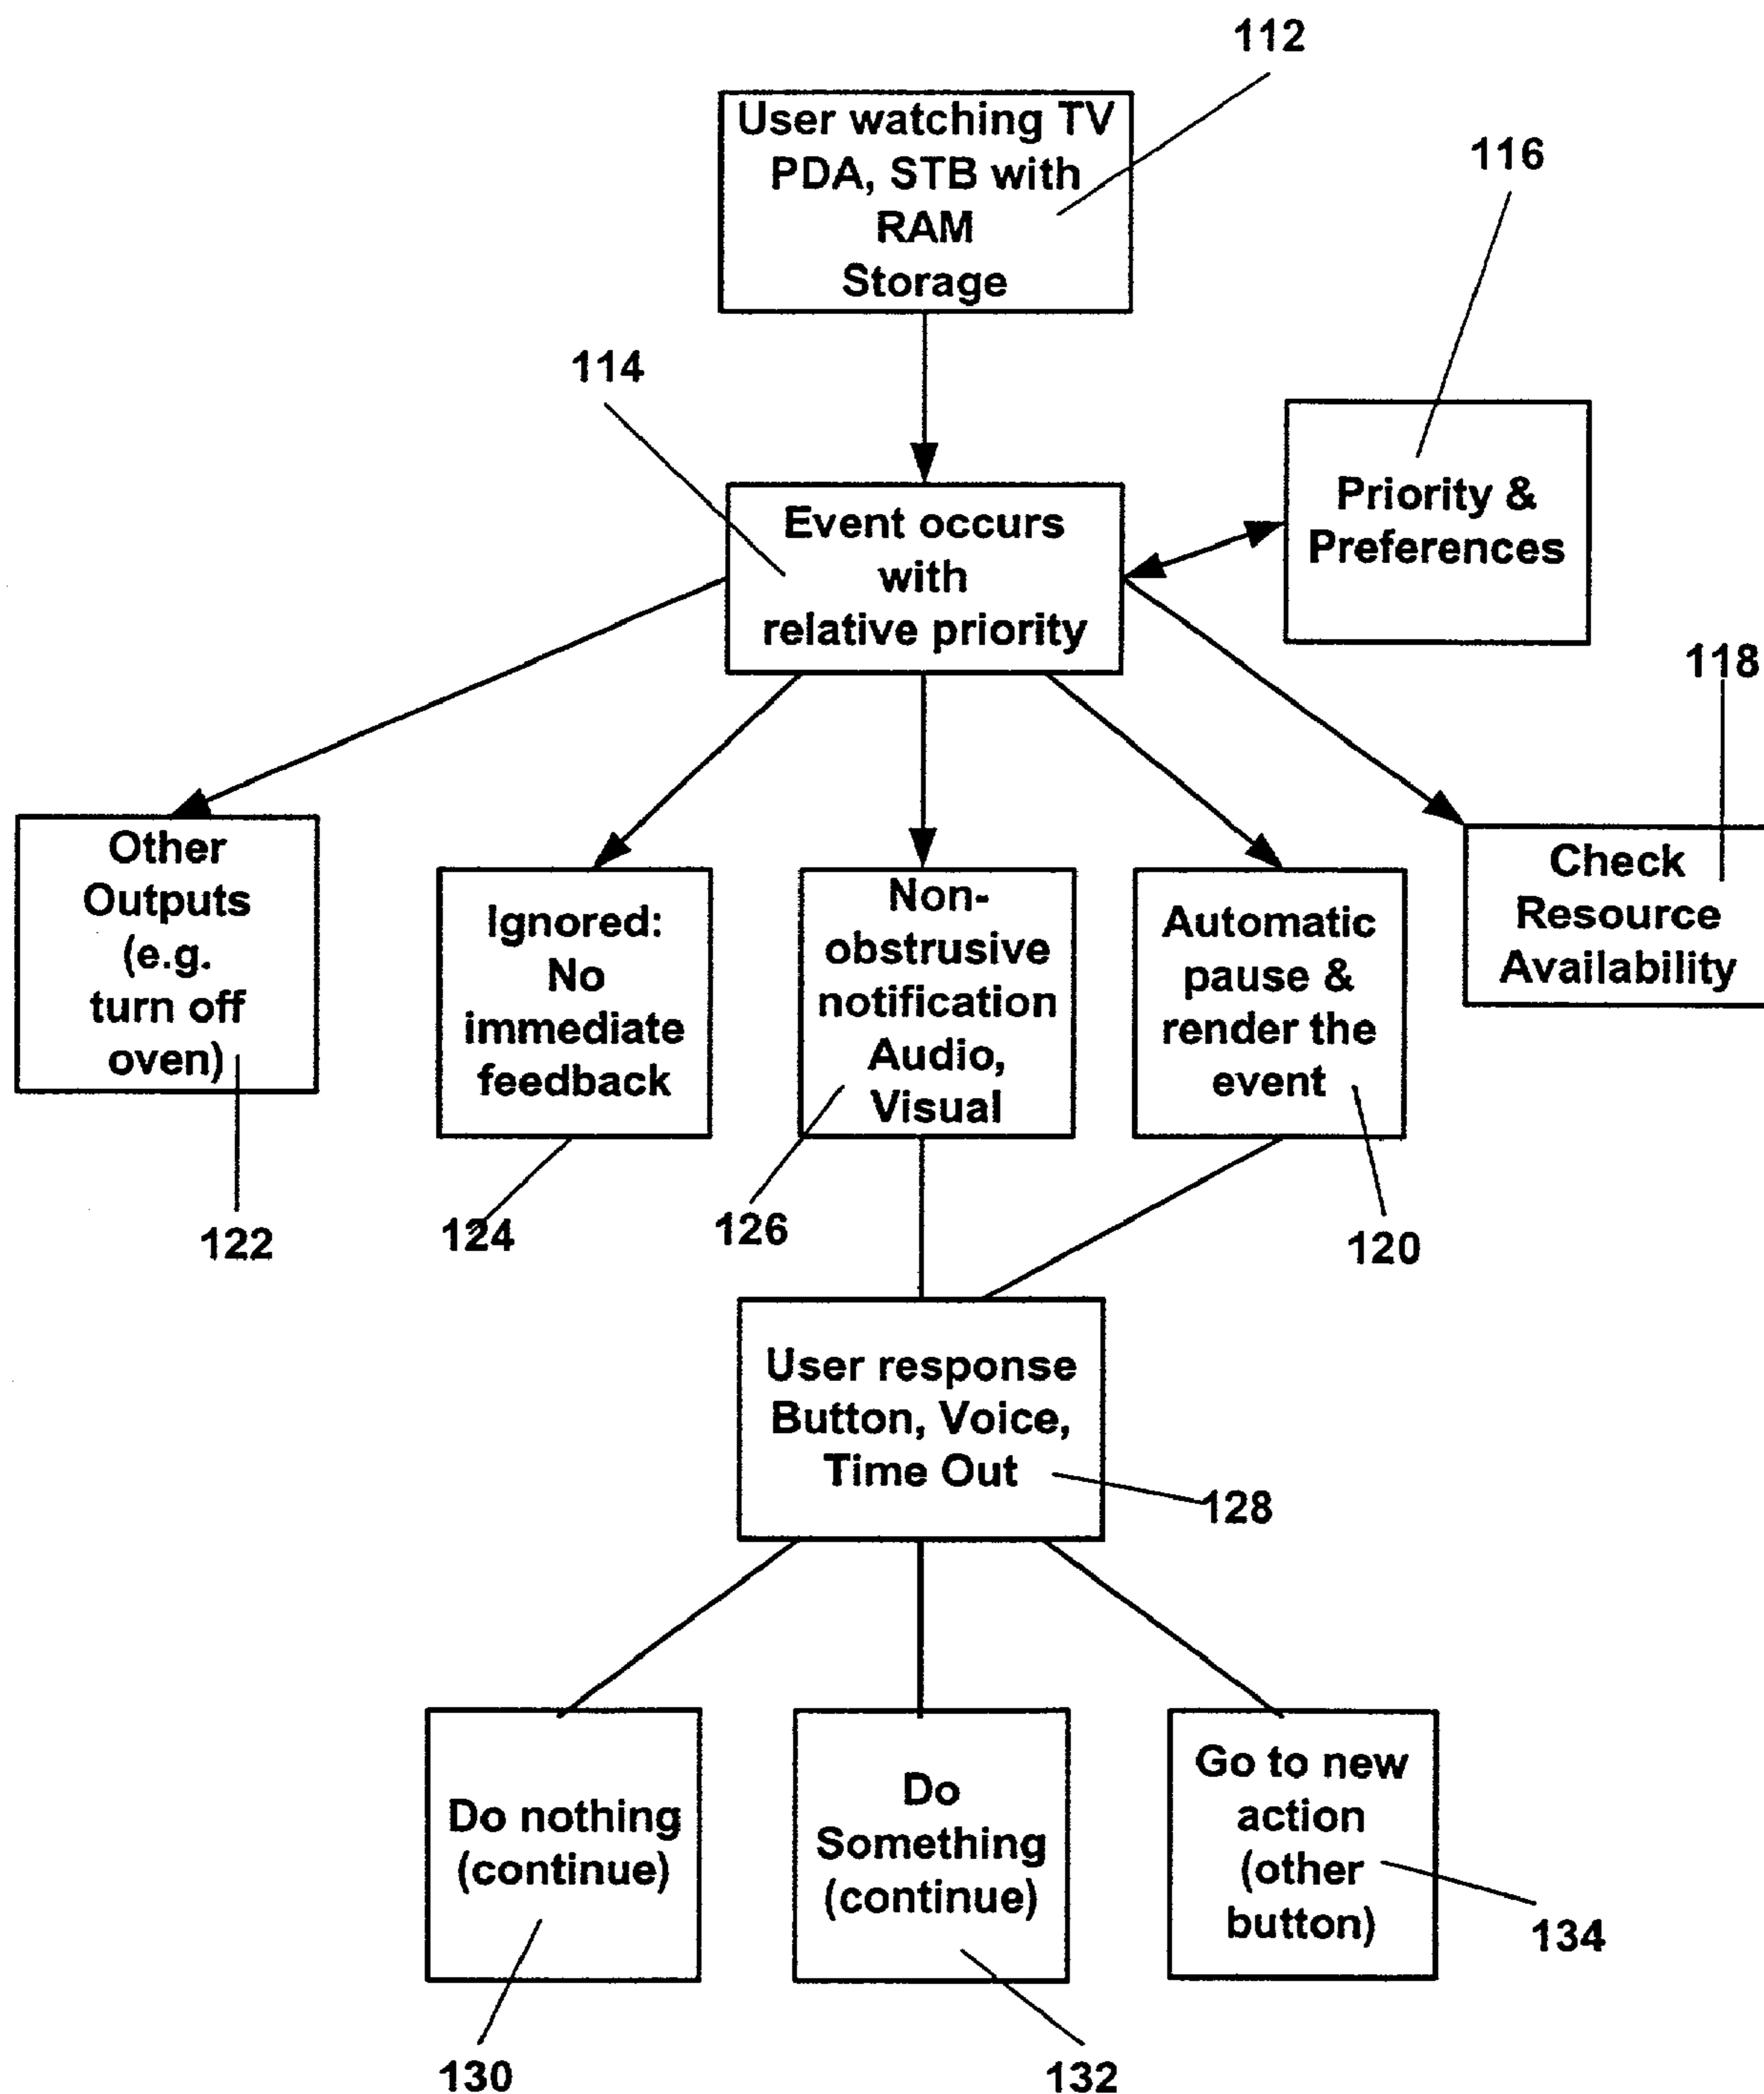 112
User watching TV
PDA, STB with
RAM
Storage
116
114
Priority &
Preferences
Event occurs
with
relative priority
118
Other
Outputs
(e.g.
turn off
oven)
Ignored:
No
immediate
feedback
Non-
obstrusive
notification
Audio,
Visual
Automatic
pause &
render the
event
Check
Resource
Availability
122
124
126
120
User response
Button, Voice,
Time Out
128
Do nothing
(continue)
Do
Something
(continue)
Go to new
action
(other
button)
134
130
132